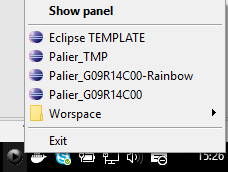 Show panel
Eclipse TEMPLATE
Palier_TMP
Palier_G09R14C00-Rainbow
Palier_G09R14C00
Worspace
Exit
15:26